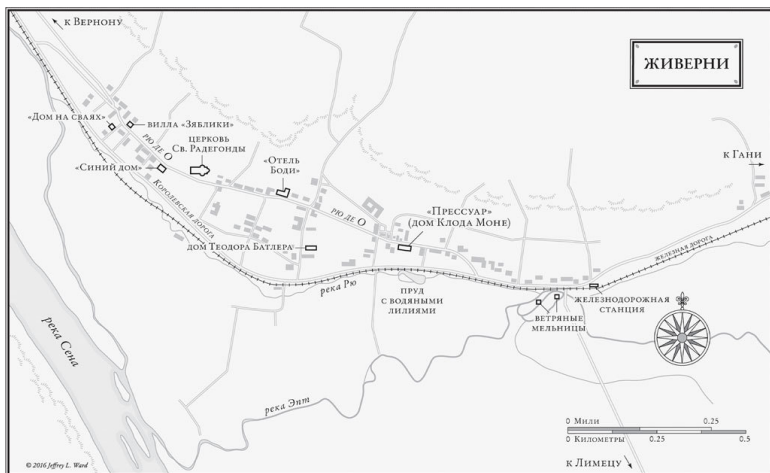 к Вернону
ЖИВЕРНИ
«Дом на сваях»
вилла «Зяблики»
церковь
Св. Радегонды
рю де О
«Отель
Боди»
«Синий дом»
к Гани
Королевская дорога
рю де О
«Прессуар»
(дом Клода Моне)
дом Теодора Батлера
железная дорога
река Рю
пруд
с водяными
лилиями
железнодорожная
станция
ветряные
мельницы
река Сена
река Эпт
0 Мили 0.25
0 Километры 0.25 0.5
к Лимецу
© 2016 Jeffrey L. Ward